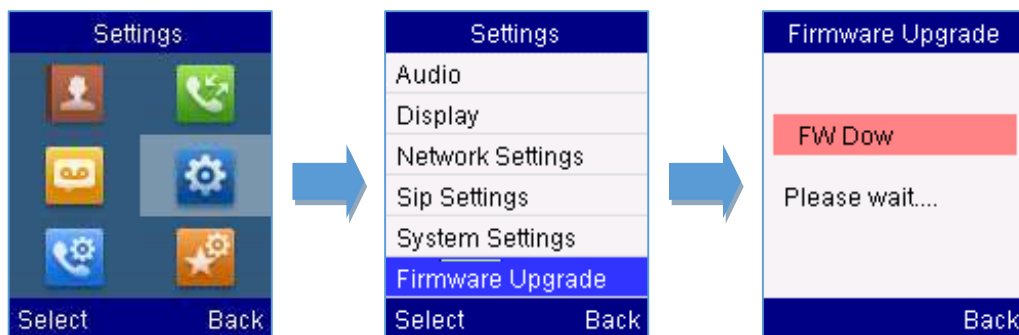 Settings
Select Back
Settings
Audio
Display
Network Settings
Sip Settings
System Settings
Firmware Upgrade
Select Back
Firmware Upgrade
FW Dow
Please wait....
Back